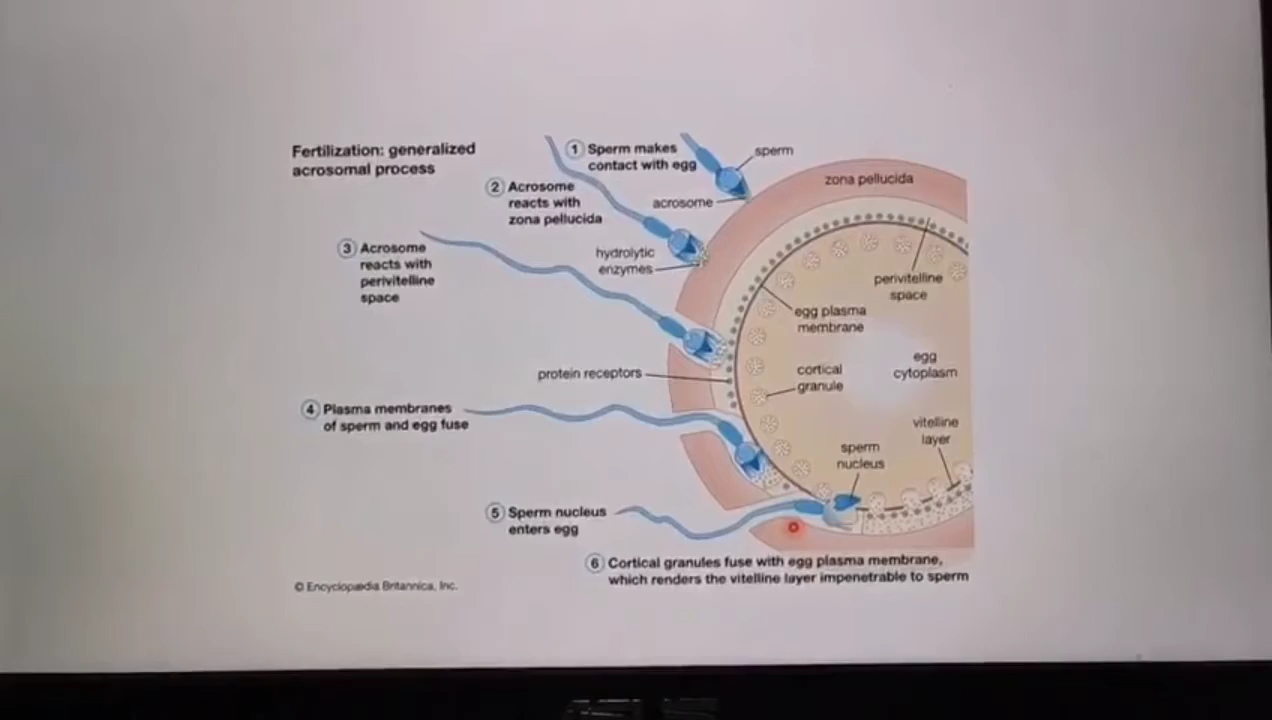 Fertilization: generalized
acrosomal process
1 Sperm makes
contact with egg
sperm
zona pellucida
2 Acrosome
reacts with
zona pellucida
acrosome
3 Acrosome
reacts with
perivitelline
space
hydrolytic
enzymes
perivitelline
space
egg plasma
membrane
egg
cytoplasm
protein receptors
cortical
granule
4 Plasma membranes
of sperm and egg fuse
vitelline
layer
sperm
nucleus
5 Sperm nucleus
enters egg
6 Cortical granules fuse with egg plasma membrane,
which renders the vitelline layer impenetrable to sperm
© Encyclopædia Britannica, Inc.